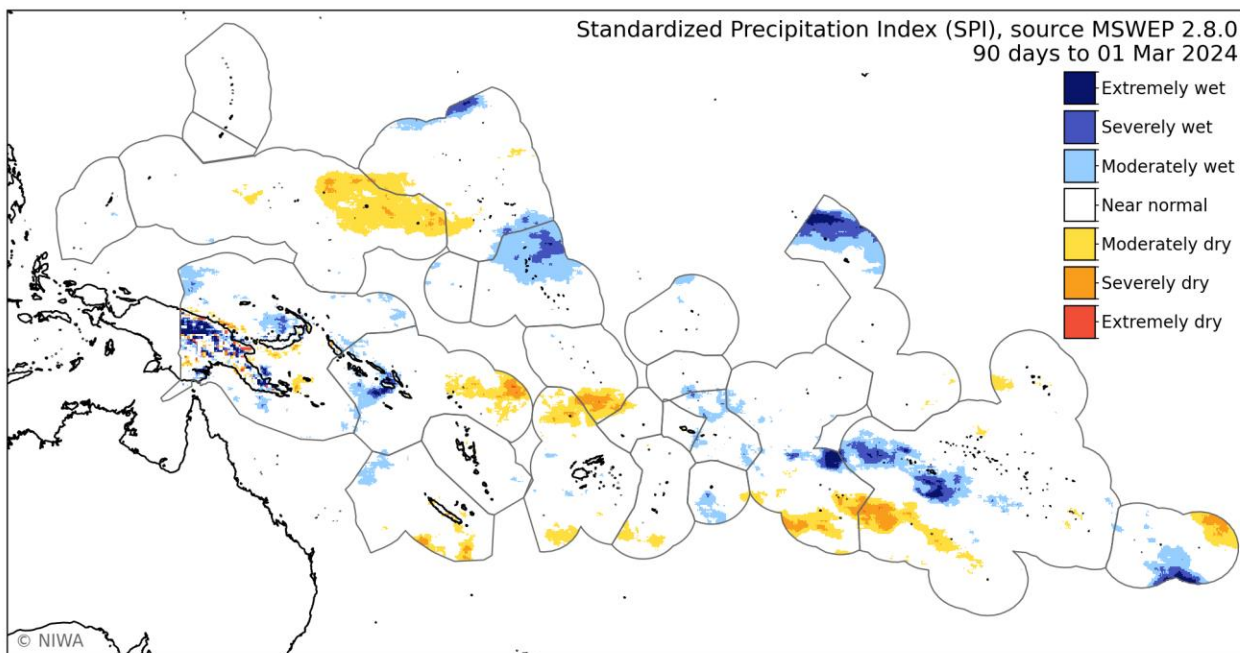 Standardized Precipitation Index (SPI), source MSWEP 2.8.0
90 days to 01 Mar 2024
Extremely wet
Severely wet
Moderately wet
Near normal
Moderately dry
Severely dry
Extremely dry
© NIWA